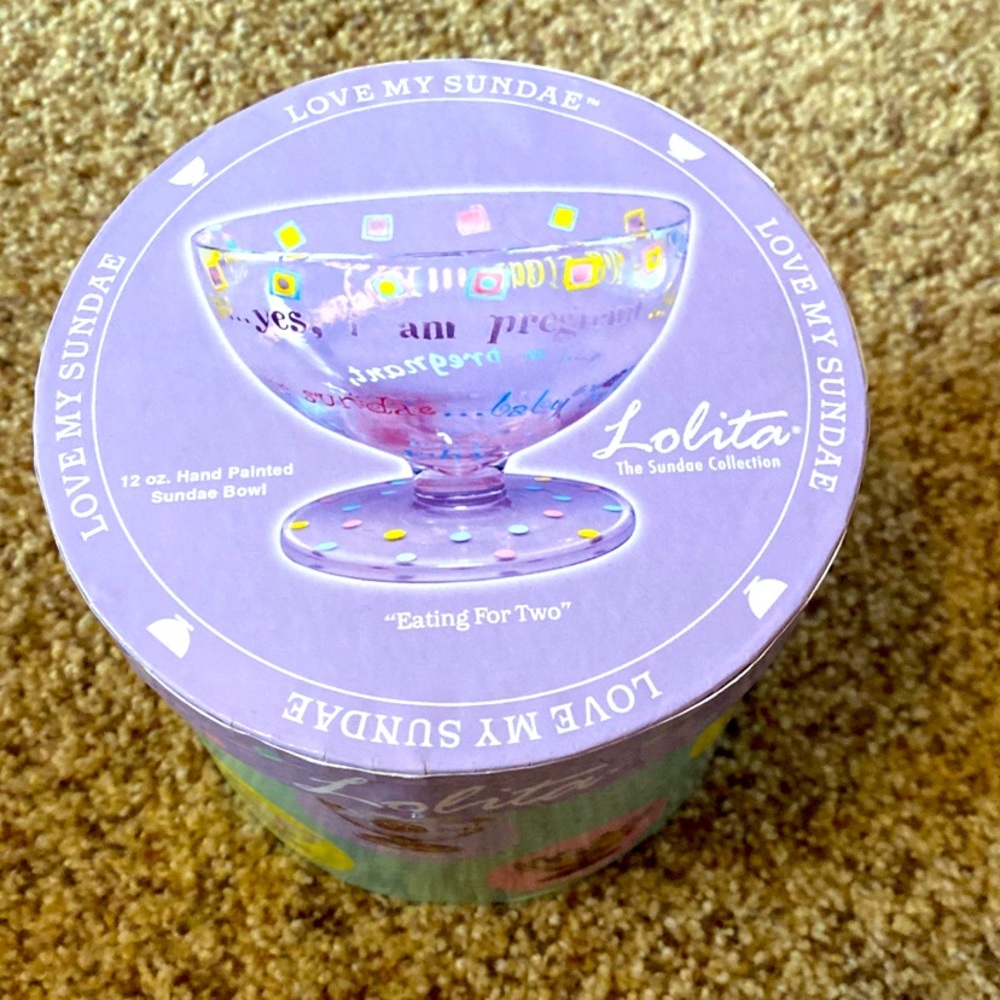 LOVE MY SUNDAE™
LOVE MY SUNDAE
LOVE MY SUNDAE
...yes, i am pregnant...
pregnant,
sundae...baby
Lolita®
The Sundae Collection
12 oz. Hand Painted
Sundae Bowl
“Eating For Two”
LOVE MY SUNDAE
Lolita